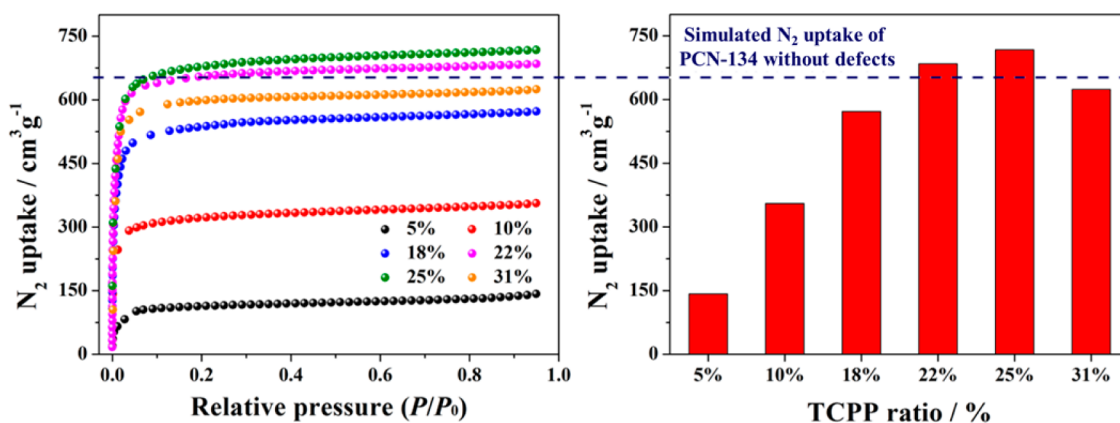 N₂ uptake / cm³g⁻¹
750
600
450
300
150
0
5% 10%
18% 22%
25% 31%
0.0 0.2 0.4 0.6 0.8 1.0
Relative pressure (P/P₀)
Simulated N₂ uptake of
PCN-134 without defects
N₂ uptake / cm³g⁻¹
750
600
450
300
150
0
5% 10% 18% 22% 25% 31%
TCPP ratio / %